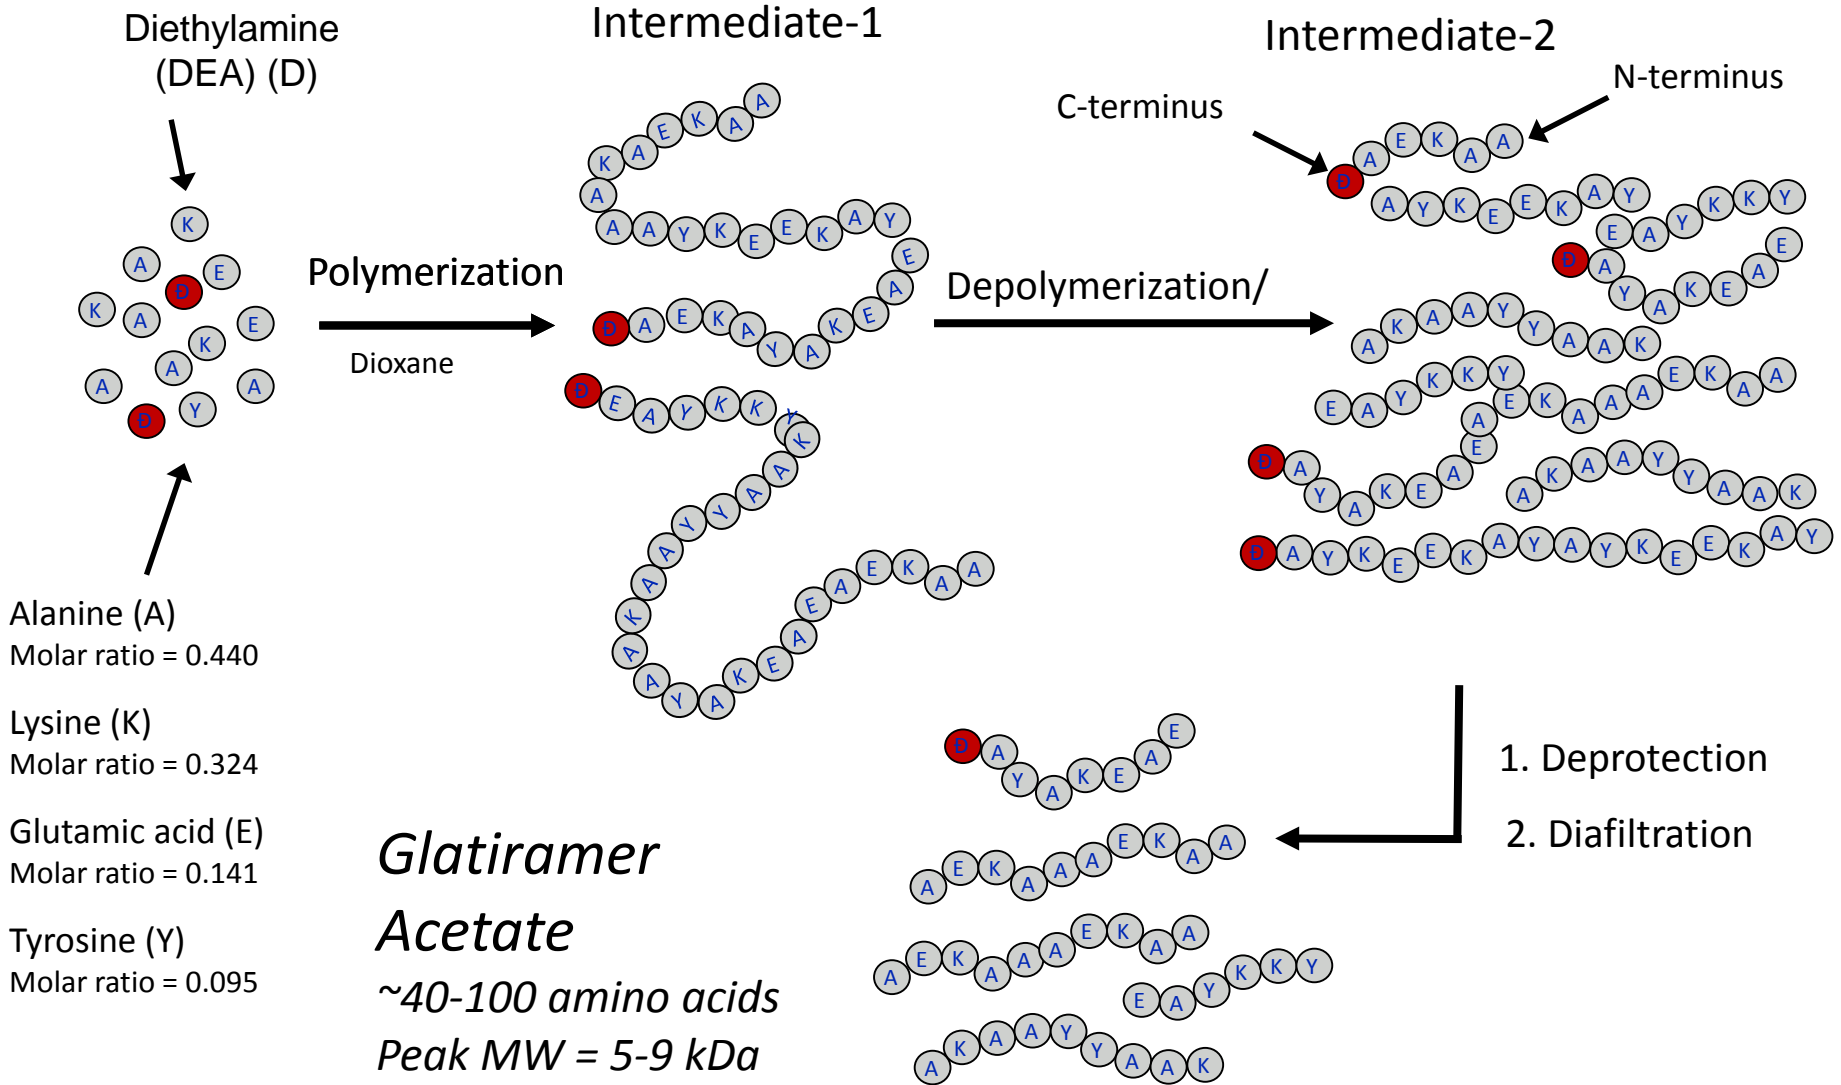 Diethylamine
(DEA) (D)
K
A E
Đ
K A E
K
A
A A
Đ Y
Alanine (A)
Molar ratio = 0.440
Lysine (K)
Molar ratio = 0.324
Glutamic acid (E)
Molar ratio = 0.141
Tyrosine (Y)
Molar ratio = 0.095
Polymerization
Dioxane
Intermediate-1
A A K E A K A A A Y K E E K A Y E A E K A Y A K E A Đ
Đ E A Y K K Y K A A Y Y A A K A A Y A K E A E A E K A A
Depolymerization/
Intermediate-2
C-terminus
N-terminus
Đ A E K A A
A Y K E E K A Y
E A Y K K Y
Đ A Y A K E A E
A K A A Y Y A A K
E A Y K K Y
Đ A Y A K E A E A E K A A A E K A A
A K A A Y Y A A K
Đ A Y K E E K A Y A Y K E E K A Y
1. Deprotection
2. Diafiltration
Đ A Y A K E A E
A E K A A A E K A A
A E K A A A E K A A
E A Y K K Y
A K A A Y Y A A K
Glatiramer
Acetate
~40-100 amino acids
Peak MW = 5-9 kDa